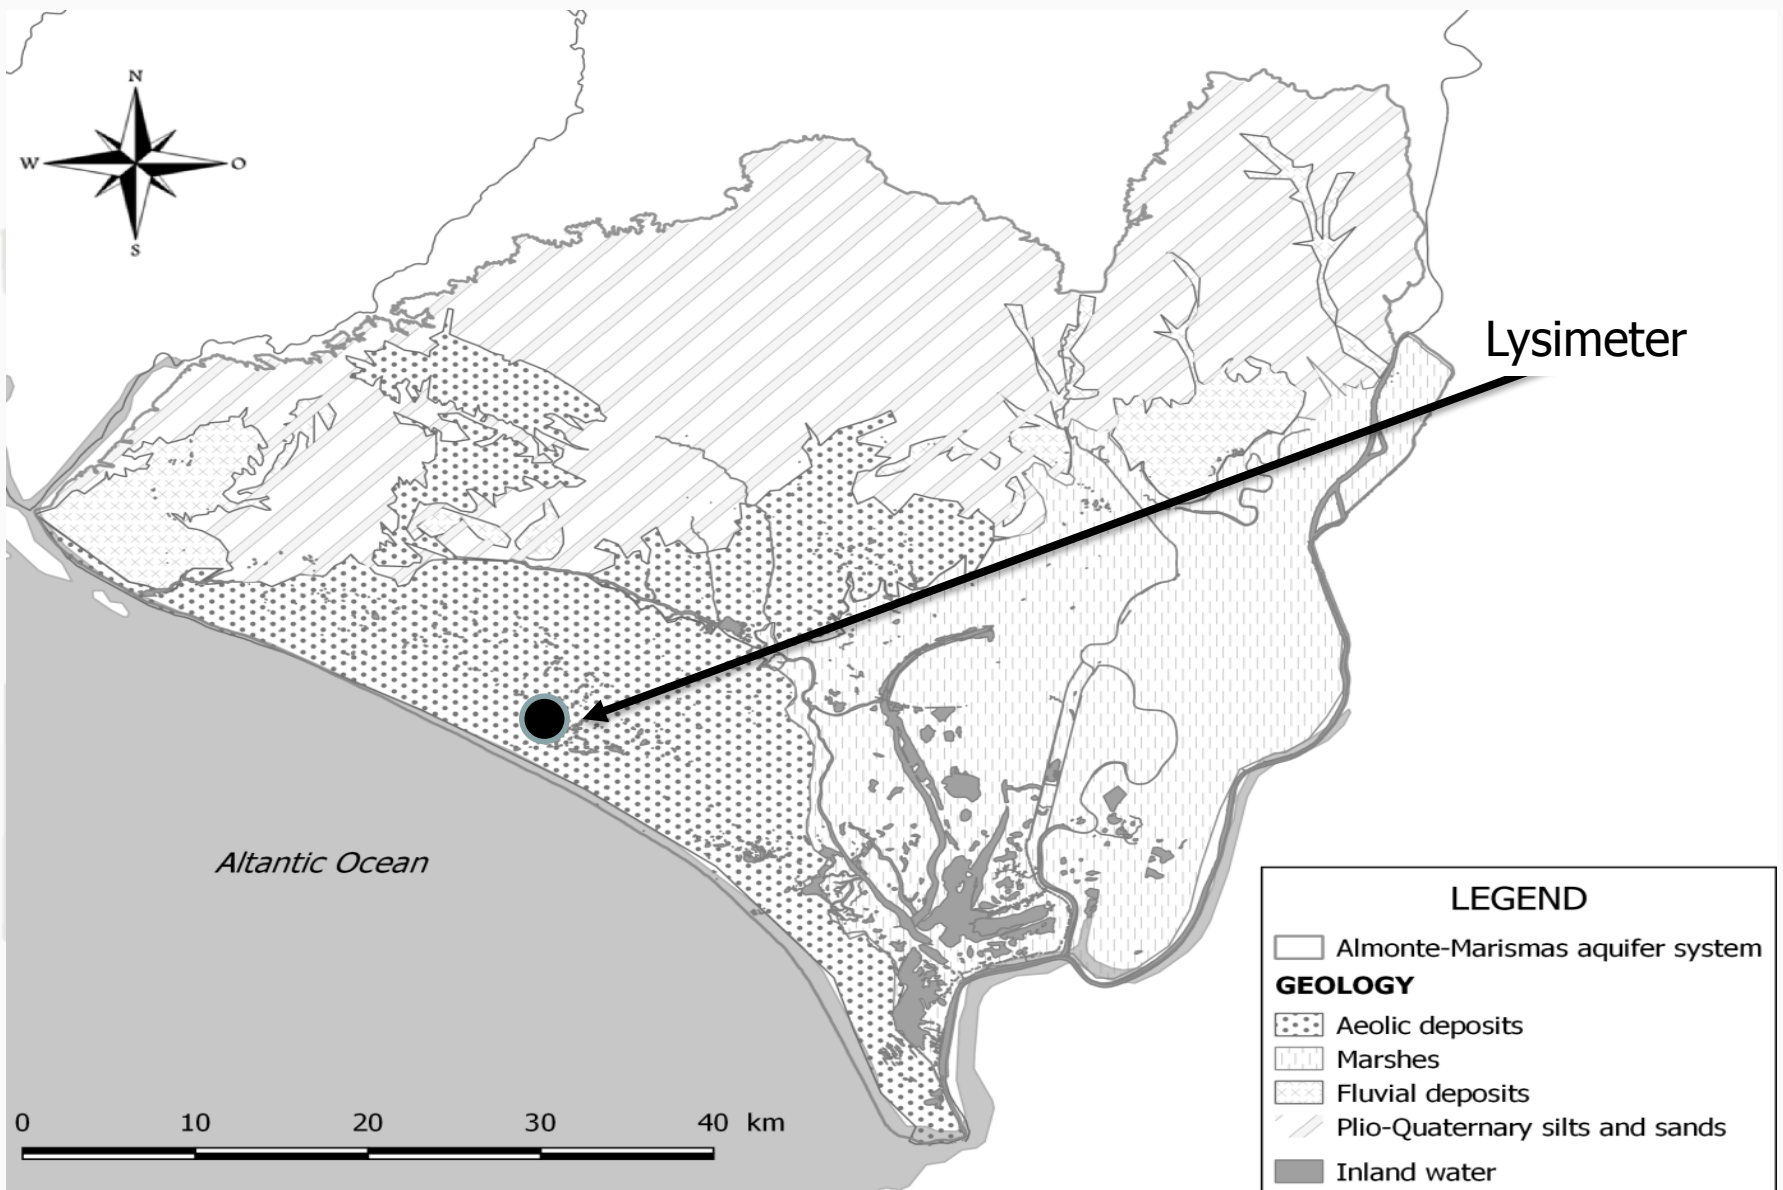 N
W O
S
Lysimeter
Altantic Ocean
0 10 20 30 40 km
LEGEND
Almonte-Marismas aquifer system
GEOLOGY
Aeolic deposits
Marshes
Fluvial deposits
Plio-Quaternary silts and sands
Inland water